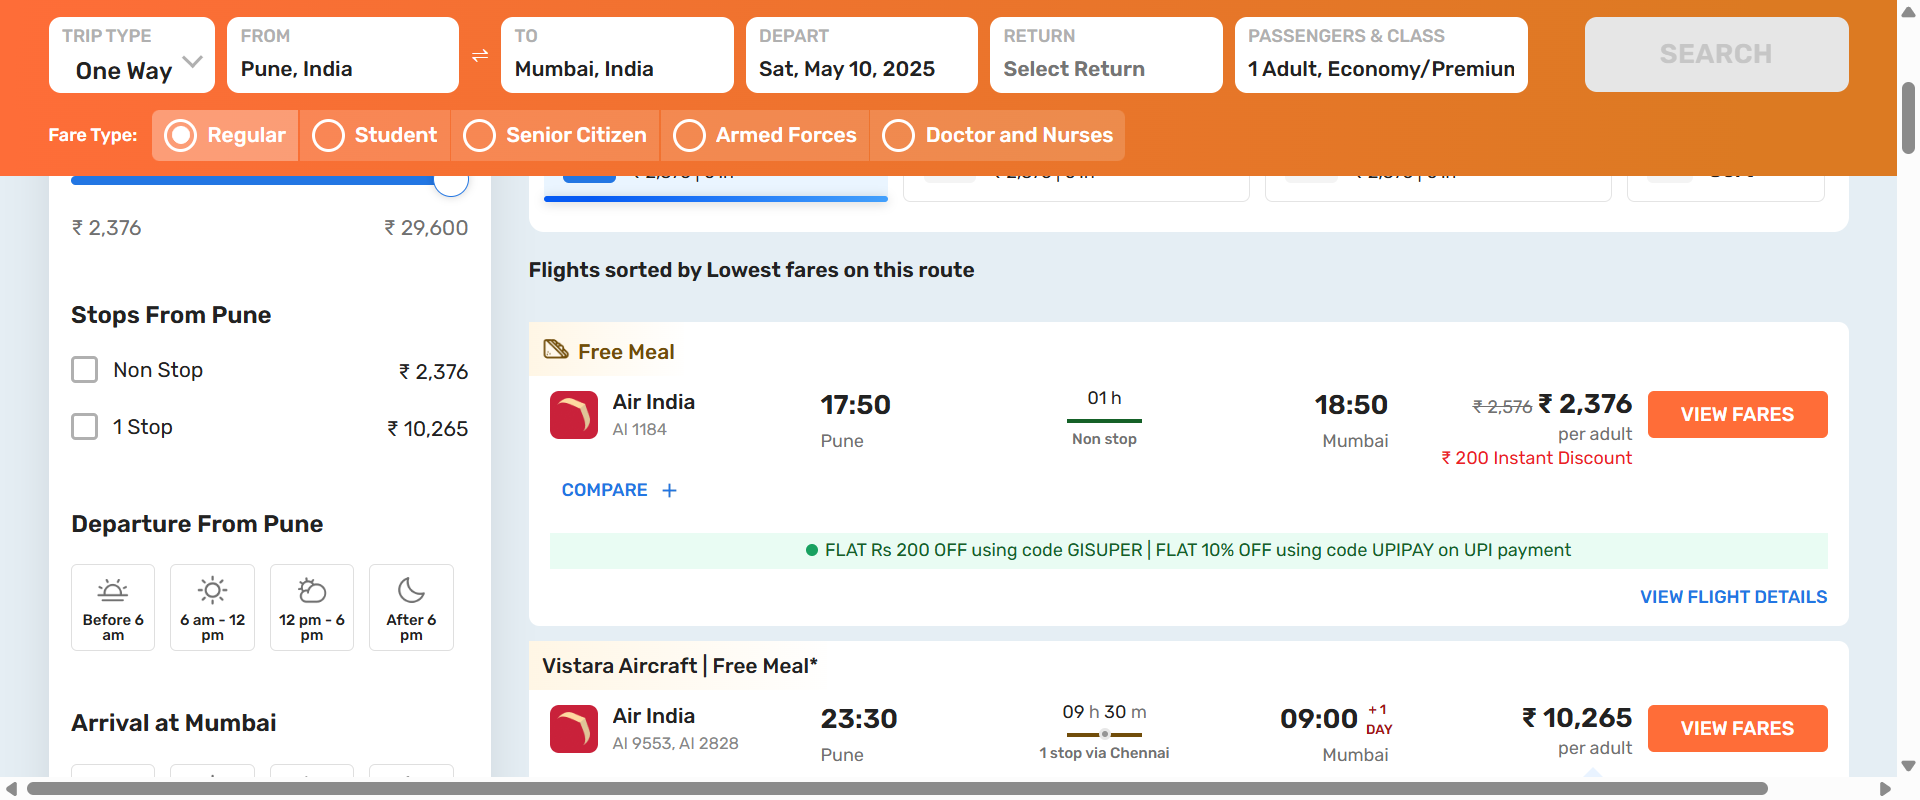 TRIP TYPE
One Way
FROM
Pune, India
TO
Mumbai, India
DEPART
Sat, May 10, 2025
RETURN
Select Return
PASSENGERS & CLASS
1 Adult, Economy/Premium
SEARCH
Fare Type:
Regular
Student
Senior Citizen
Armed Forces
Doctor and Nurses
₹ 2,376
₹ 29,600
Stops From Pune
Non Stop
₹ 2,376
1 Stop
₹ 10,265
Departure From Pune
Before 6
am
6 am - 12
pm
12 pm - 6
pm
After 6
pm
Arrival at Mumbai
Flights sorted by Lowest fares on this route
Free Meal
Air India
AI 1184
17:50
Pune
01 h
Non stop
18:50
Mumbai
₹ 2,576 ₹ 2,376
per adult
₹ 200 Instant Discount
VIEW FARES
COMPARE +
FLAT Rs 200 OFF using code GISUPER | FLAT 10% OFF using code UPIPAY on UPI payment
VIEW FLIGHT DETAILS
Vistara Aircraft | Free Meal*
Air India
AI 9553, AI 2828
23:30
Pune
09 h 30 m
1 stop via Chennai
09:00
+ 1
DAY
Mumbai
₹ 10,265
per adult
VIEW FARES